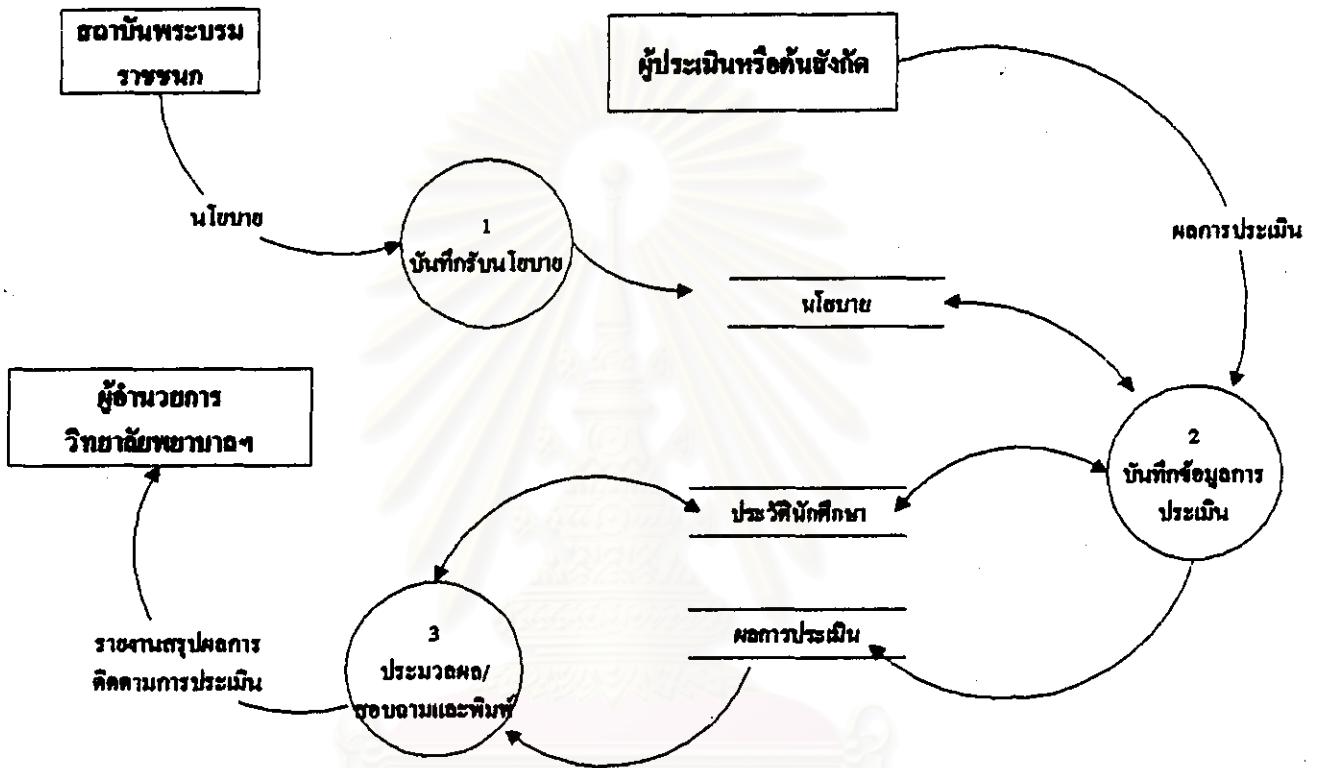 สถาบันพระบรม
ราชชนก
ผู้ประเมินหรือต้นสังกัด
นโยบาย
1
บันทึกรับนโยบาย
ผลการประเมิน
นโยบาย
ผู้อำนวยการ
วิทยาลัยพยาบาลฯ
2
บันทึกข้อมูลการ
ประเมิน
ประวัตินักศึกษา
ผลการประเมิน
3
ประมวลผล/
สอบถามและพิมพ์
รายงานสรุปผลการ
ติดตามการประเมิน